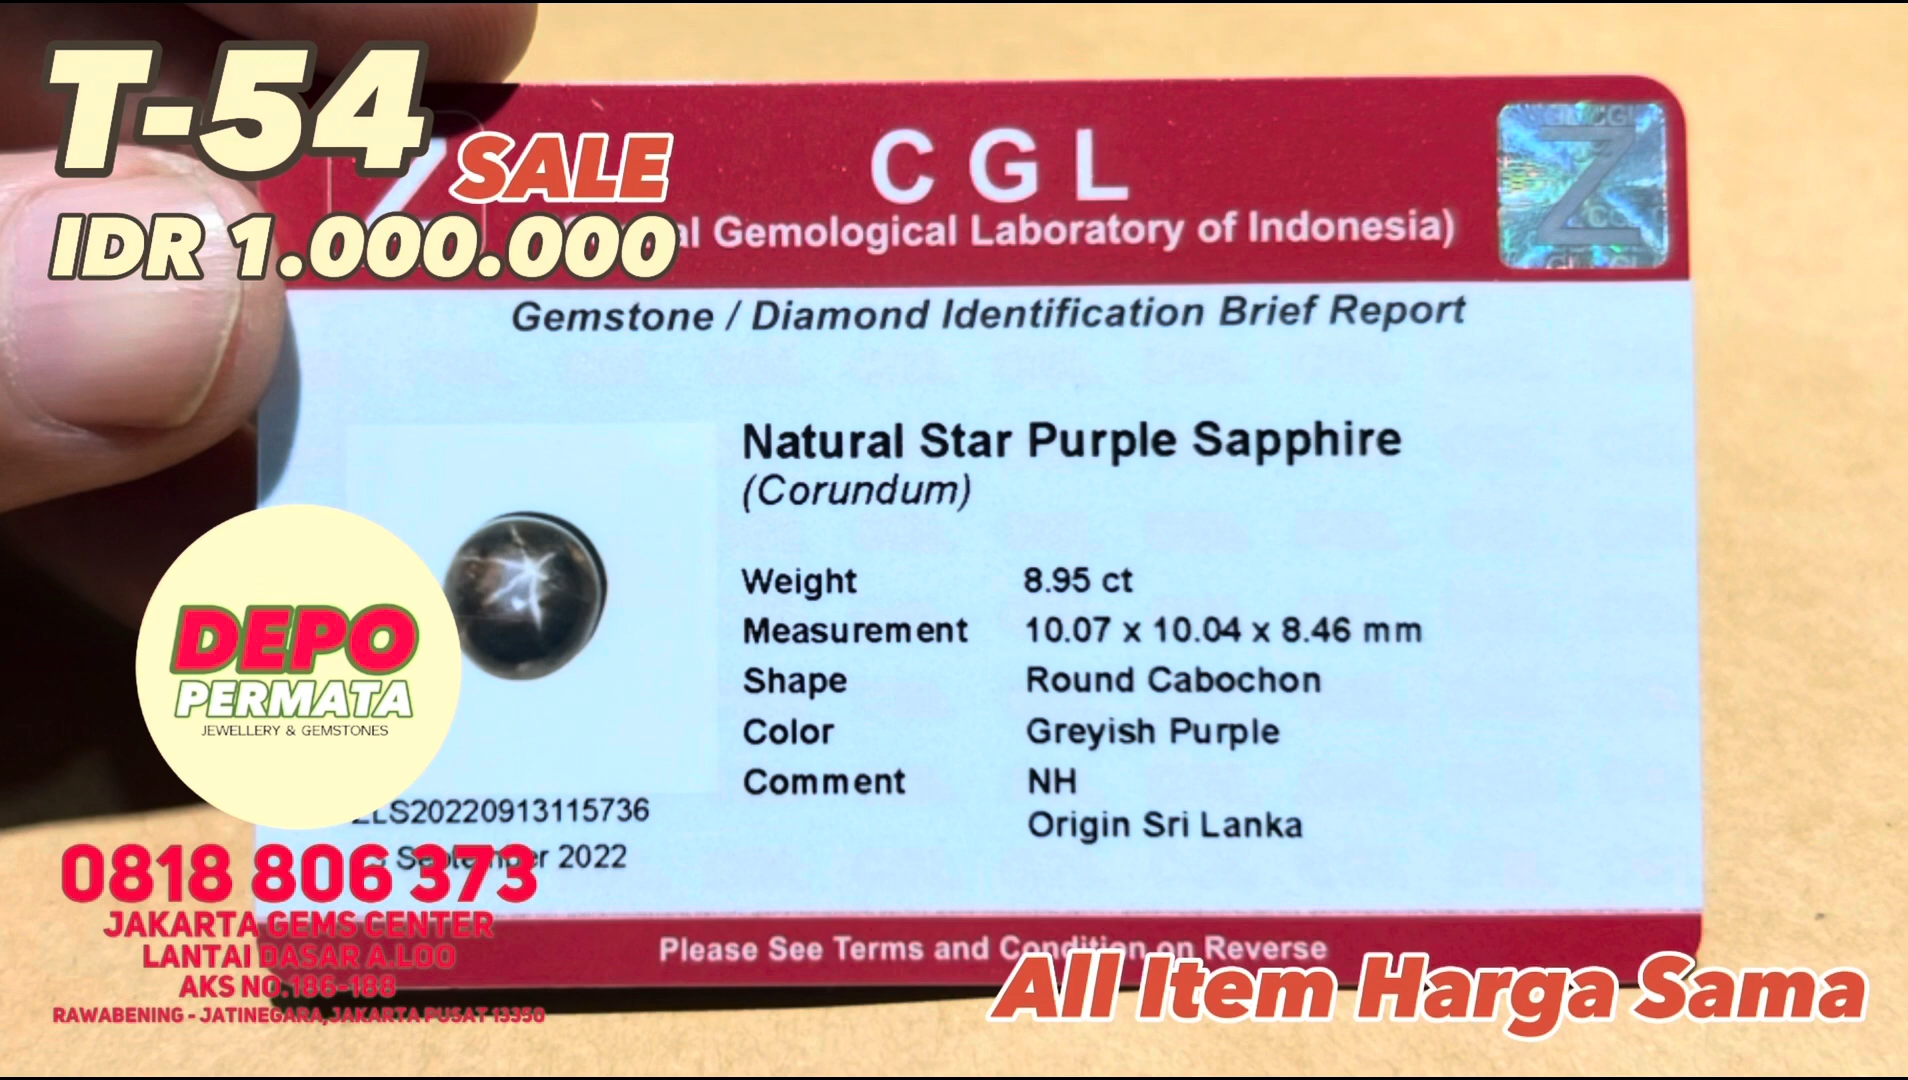 T-54
SALE
IDR 1.000.000
CGL
Gemological Laboratory of Indonesia)
Gemstone / Diamond Identification Brief Report
Natural Star Purple Sapphire
(Corundum)
Weight 8.95 ct
Measurement 10.07 x 10.04 x 8.46 mm
Shape Round Cabochon
Color Greyish Purple
Comment NH
Origin Sri Lanka
DEPO
PERMATA
JEWELLERY & GEMSTONES
LS20220913115736
September 2022
0818 806 373
JAKARTA GEMS CENTER
LANTAI DASAR A.LOO
AKS NO.186-188
RAWABENING - JATINEGARA, JAKARTA PUSAT 13350
Please See Terms and Condition on Reverse
All Item Harga Sama